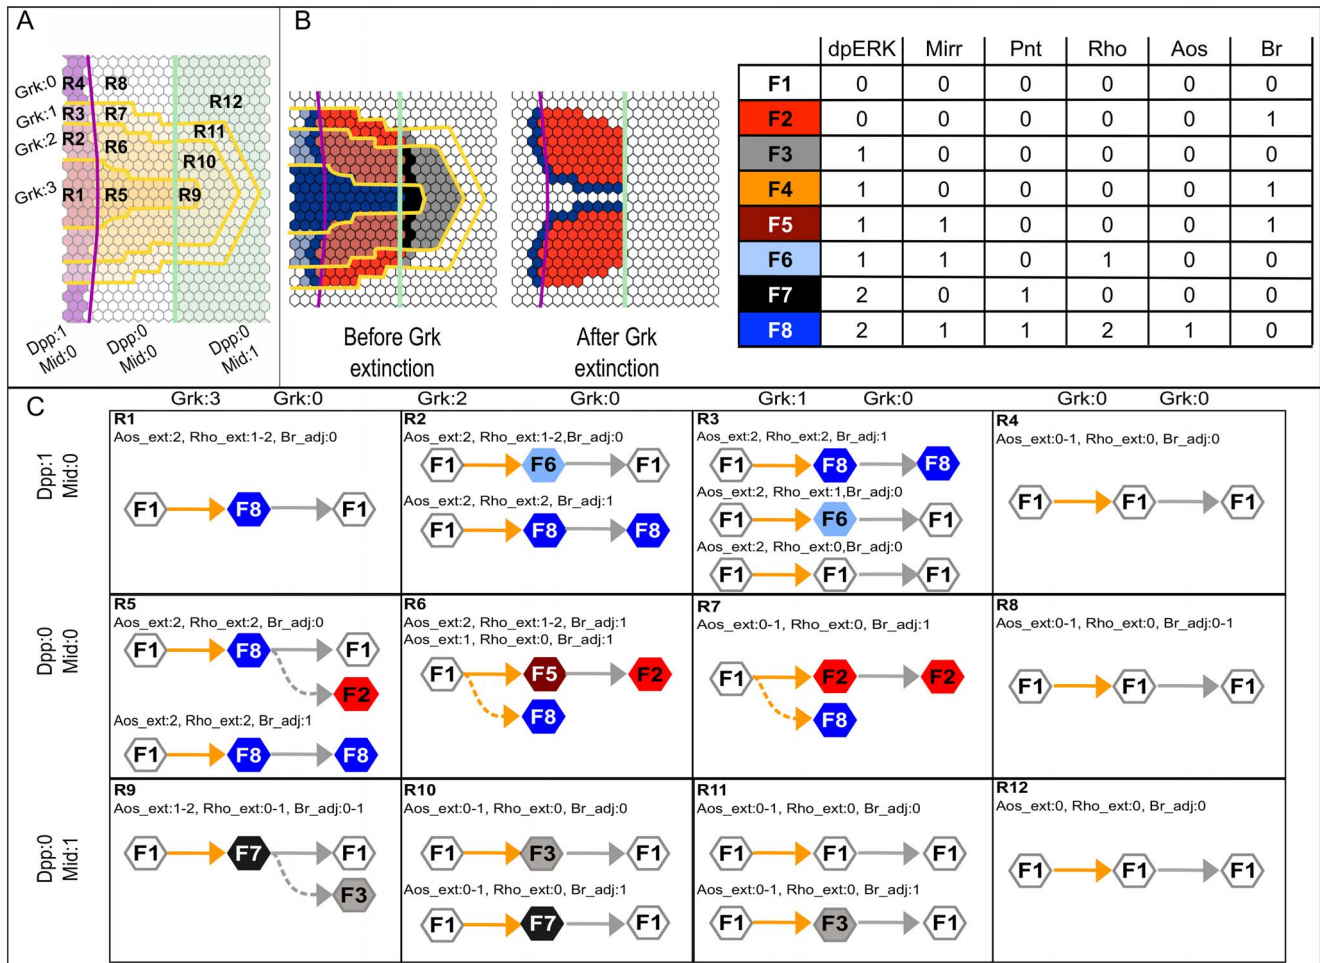 A
Grk:0
Grk:1
Grk:2
Grk:3
R4
R8
R12
R3
R7
R11
R2
R6
R10
R1
R5
R9
Dpp:1
Mid:0
Dpp:0
Mid:0
Dpp:0
Mid:1
B
Before Grk
extinction
After Grk
extinction
dpERK Mirr Pnt Rho Aos Br
F1 0 0 0 0 0 0
F2 0 0 0 0 0 1
F3 1 0 0 0 0 0
F4 1 0 0 0 0 1
F5 1 1 0 0 0 1
F6 1 1 0 1 0 0
F7 2 0 1 0 0 0
F8 2 1 1 2 1 0
C
Grk:3 Grk:0 Grk:2 Grk:0 Grk:1 Grk:0 Grk:0 Grk:0
Dpp:1
Mid:0
R1
Aos_ext:2, Rho_ext:1-2, Br_adj:0
F1 F8 F1
R2
Aos_ext:2, Rho_ext:1-2,Br_adj:0
F1 F6 F1
Aos_ext:2, Rho_ext:2, Br_adj:1
F1 F8 F8
R3
Aos_ext:2, Rho_ext:2, Br_adj:1
F1 F8 F8
Aos_ext:2, Rho_ext:1,Br_adj:0
F1 F6 F1
Aos_ext:2, Rho_ext:0,Br_adj:0
F1 F1 F1
R4
Aos_ext:0-1, Rho_ext:0, Br_adj:0
F1 F1 F1
Dpp:0
Mid:0
R5
Aos_ext:2, Rho_ext:2, Br_adj:0
F1 F8 F1
F2
Aos_ext:2, Rho_ext:2, Br_adj:1
F1 F8 F8
R6
Aos_ext:2, Rho_ext:1-2, Br_adj:1
Aos_ext:1, Rho_ext:0, Br_adj:1
F1 F5 F2
F8
R7
Aos_ext:0-1, Rho_ext:0, Br_adj:1
F1 F2 F2
F8
R8
Aos_ext:0-1, Rho_ext:0, Br_adj:0-1
F1 F1 F1
Dpp:0
Mid:1
R9
Aos_ext:1-2, Rho_ext:0-1, Br_adj:0-1
F1 F7 F1
F3
R10
Aos_ext:0-1, Rho_ext:0, Br_adj:0
F1 F3 F1
Aos_ext:0-1, Rho_ext:0, Br_adj:1
F1 F7 F1
R11
Aos_ext:0-1, Rho_ext:0, Br_adj:0
F1 F1 F1
Aos_ext:0-1, Rho_ext:0, Br_adj:1
F1 F3 F1
R12
Aos_ext:0, Rho_ext:0, Br_adj:0
F1 F1 F1